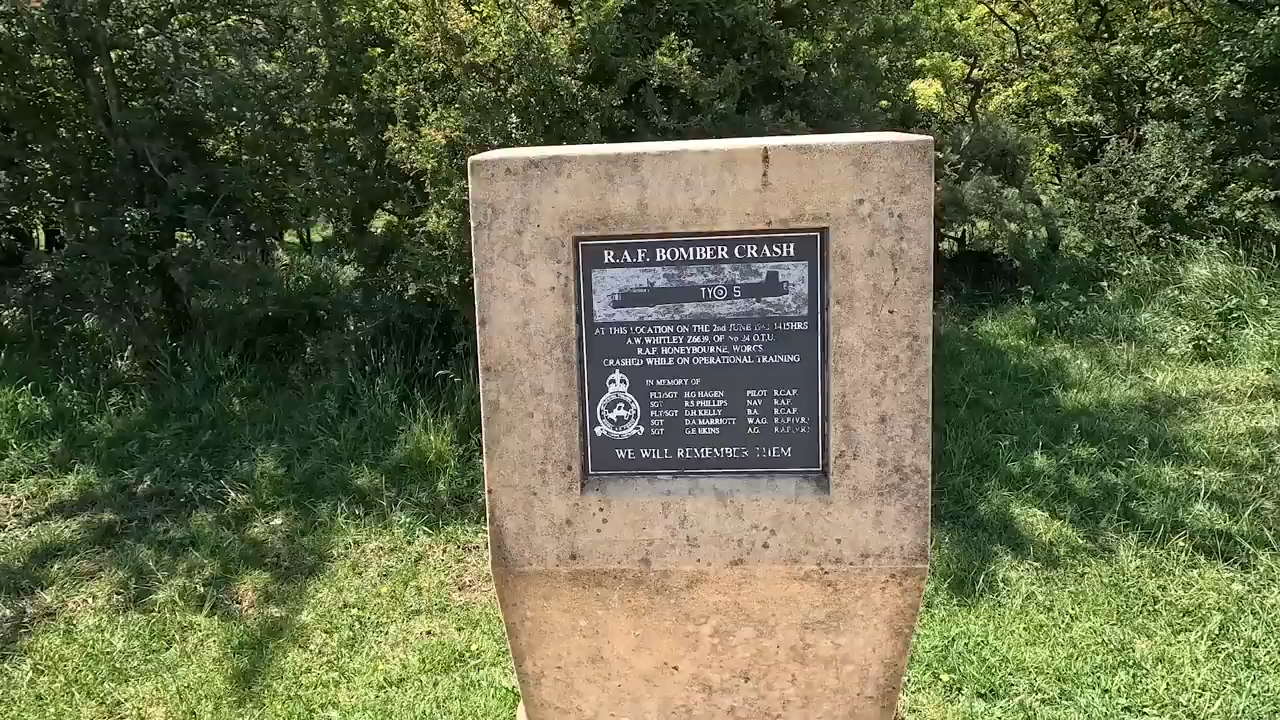 R.A.F. BOMBER CRASH
TY S
AT THIS LOCATION ON THE 2nd JUNE 1415HRS
A.W. WHITLEY Z6639, OF No 24 O.T.U.
R.A.F. HONEYBOURNE, WORCS.
CRASHED WHILE ON OPERATIONAL TRAINING
IN MEMORY OF
FLT/SGT H.G HAGEN PILOT R.C.A.F.
SGT R.S PHILLIPS NAV R.A.F.
FLT/SGT D.H.KELLY B.A. R.C.A.F.
SGT D.A MARRIOTT W.A.G. R.A.F.(V.R.)
SGT G.E EKINS A.G. R.A.F.(V.R.)
WE WILL REMEMBER THEM